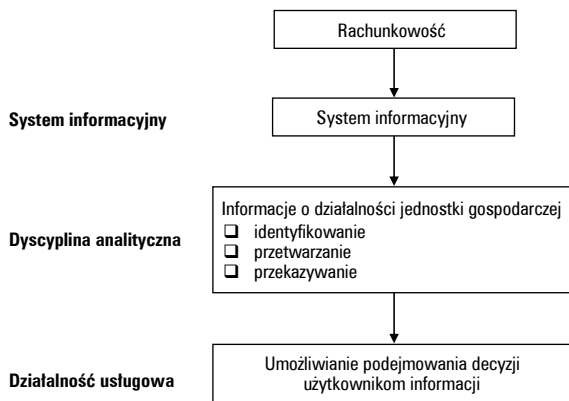 Rachunkowość
System informacyjny
System informacyjny
Informacje o działalności jednostki gospodarczej
❑ identyfikowanie
Dyscyplina analityczna
❑ przetwarzanie
❑ przekazywanie
Umożliwianie podejmowania decyzji
Działalność usługowa
użytkownikom informacji